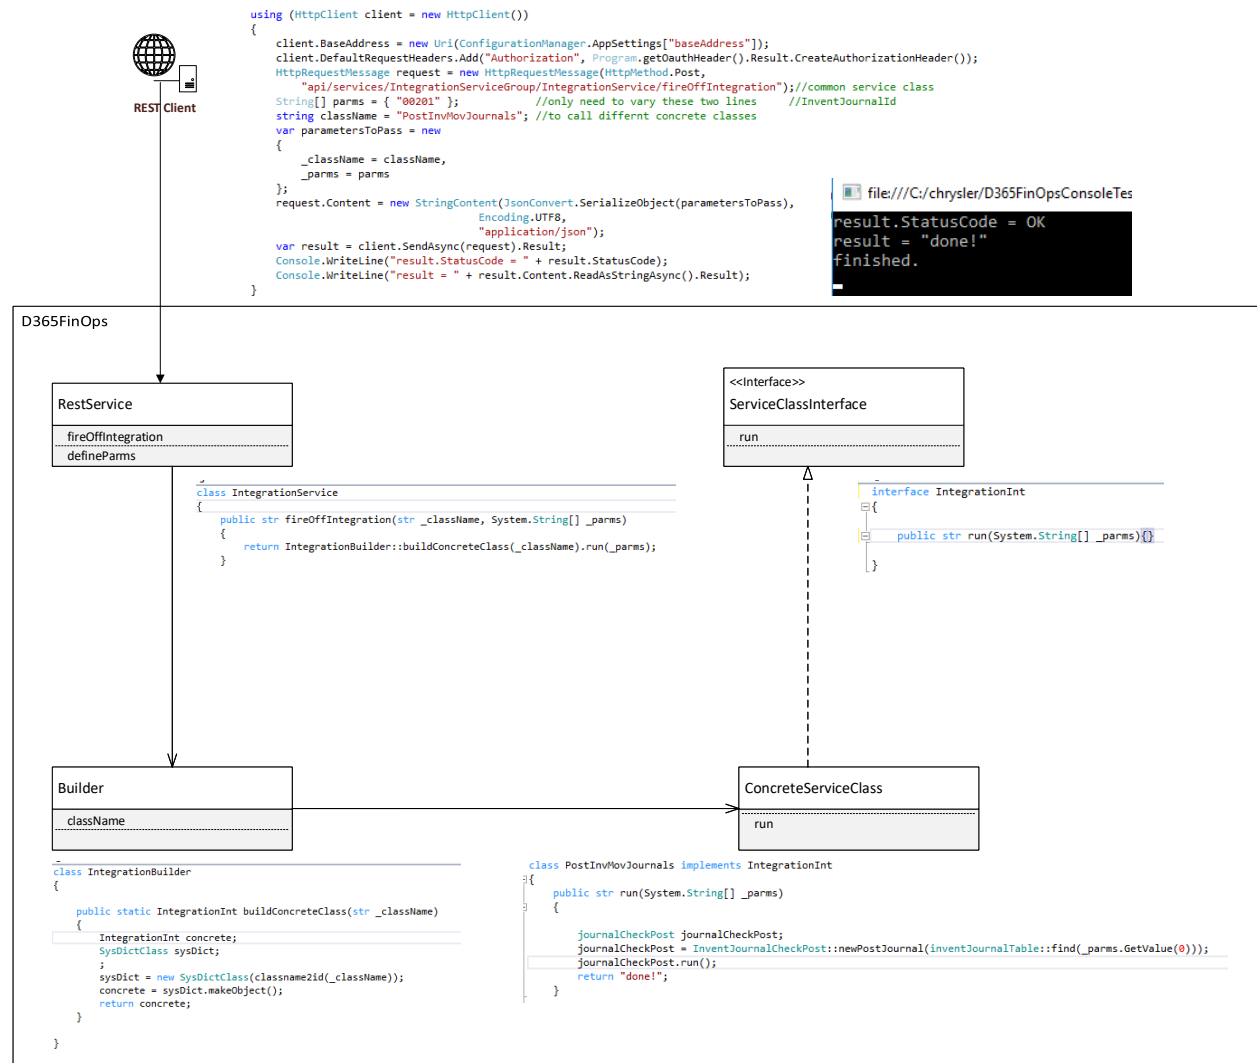 using (HttpClient client = new HttpClient())
{
client.BaseAddress = new Uri(ConfigurationManager.AppSettings["baseAddress"]);
client.DefaultRequestHeaders.Add("Authorization", Program.getOauthHeader().Result.CreateAuthorizationHeader());
HttpRequestMessage request = new HttpRequestMessage(HttpMethod.Post,
"api/services/IntegrationServiceGroup/IntegrationService/fireOffIntegration");//common service class
String[] parms = { "00201" }; //only need to vary these two lines //InventJournalId
string className = "PostInvMovJournals"; //to call differnt concrete classes
var parametersToPass = new
{
_className = className,
_parms = parms
};
request.Content = new StringContent(JsonConvert.SerializeObject(parametersToPass),
Encoding.UTF8,
"application/json");
var result = client.SendAsync(request).Result;
Console.WriteLine("result.StatusCode = " + result.StatusCode);
Console.WriteLine("result = " + result.Content.ReadAsStringAsync().Result);
}
REST Client
file:///C:/chrysler/D365FinOpsConsoleTes
result.StatusCode = OK
result = "done!"
finished.
D365FinOps
RestService
fireOffIntegration
defineParms
<<Interface>>
ServiceClassInterface
run
class IntegrationService
{
public str fireOffIntegration(str _className, System.String[] _parms)
{
return IntegrationBuilder::buildConcreteClass(_className).run(_parms);
}
interface IntegrationInt
{
public str run(System.String[] _parms){}
}
Builder
className
ConcreteServiceClass
run
class IntegrationBuilder
{
public static IntegrationInt buildConcreteClass(str _className)
{
IntegrationInt concrete;
SysDictClass sysDict;
;
sysDict = new SysDictClass(classname2id(_className));
concrete = sysDict.makeObject();
return concrete;
}
}
class PostInvMovJournals implements IntegrationInt
{
public str run(System.String[] _parms)
{
journalCheckPost journalCheckPost;
journalCheckPost = InventJournalCheckPost::newPostJournal(inventJournalTable::find(_parms.GetValue(0)));
journalCheckPost.run();
return "done!";
}